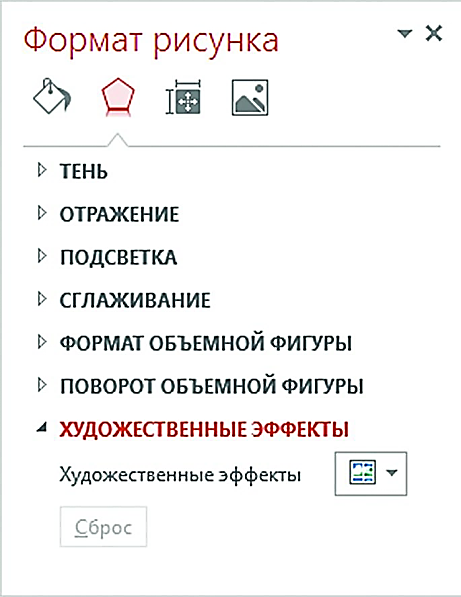 Формат рисунка
ТЕНЬ
ОТРАЖЕНИЕ
ПОДСВЕТКА
СГЛАЖИВАНИЕ
ФОРМАТ ОБЪЕМНОЙ ФИГУРЫ
ПОВОРОТ ОБЪЕМНОЙ ФИГУРЫ
ХУДОЖЕСТВЕННЫЕ ЭФФЕКТЫ
Художественные эффекты
Сброс